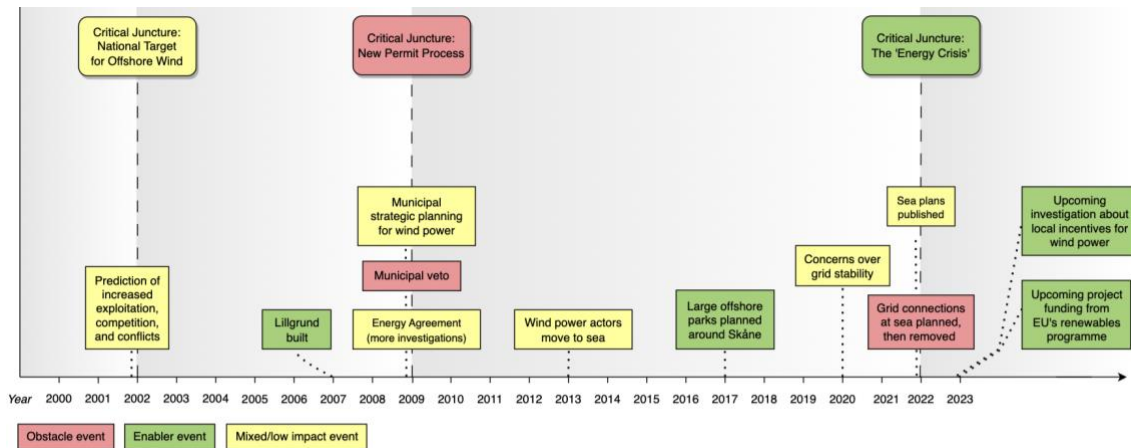 Critical Juncture:
National Target
for Offshore Wind
Critical Juncture:
New Permit Process
Critical Juncture:
The 'Energy Crisis'
Municipal
strategic planning
for wind power
Sea plans
published
Upcoming
investigation about
local incentives for
wind power
Prediction of
increased
exploitation,
competition,
and conflicts
Lillgrund
built
Municipal veto
Energy Agreement
(more investigations)
Wind power actors
move to sea
Large offshore
parks planned
around Skåne
Concerns over
grid stability
Grid connections
at sea planned,
then removed
Upcoming project
funding from
EU's renewables
programme
Year 2000 2001 2002 2003 2004 2005 2006 2007 2008 2009 2010 2011 2012 2013 2014 2015 2016 2017 2018 2019 2020 2021 2022 2023
Obstacle event
Enabler event
Mixed/low impact event